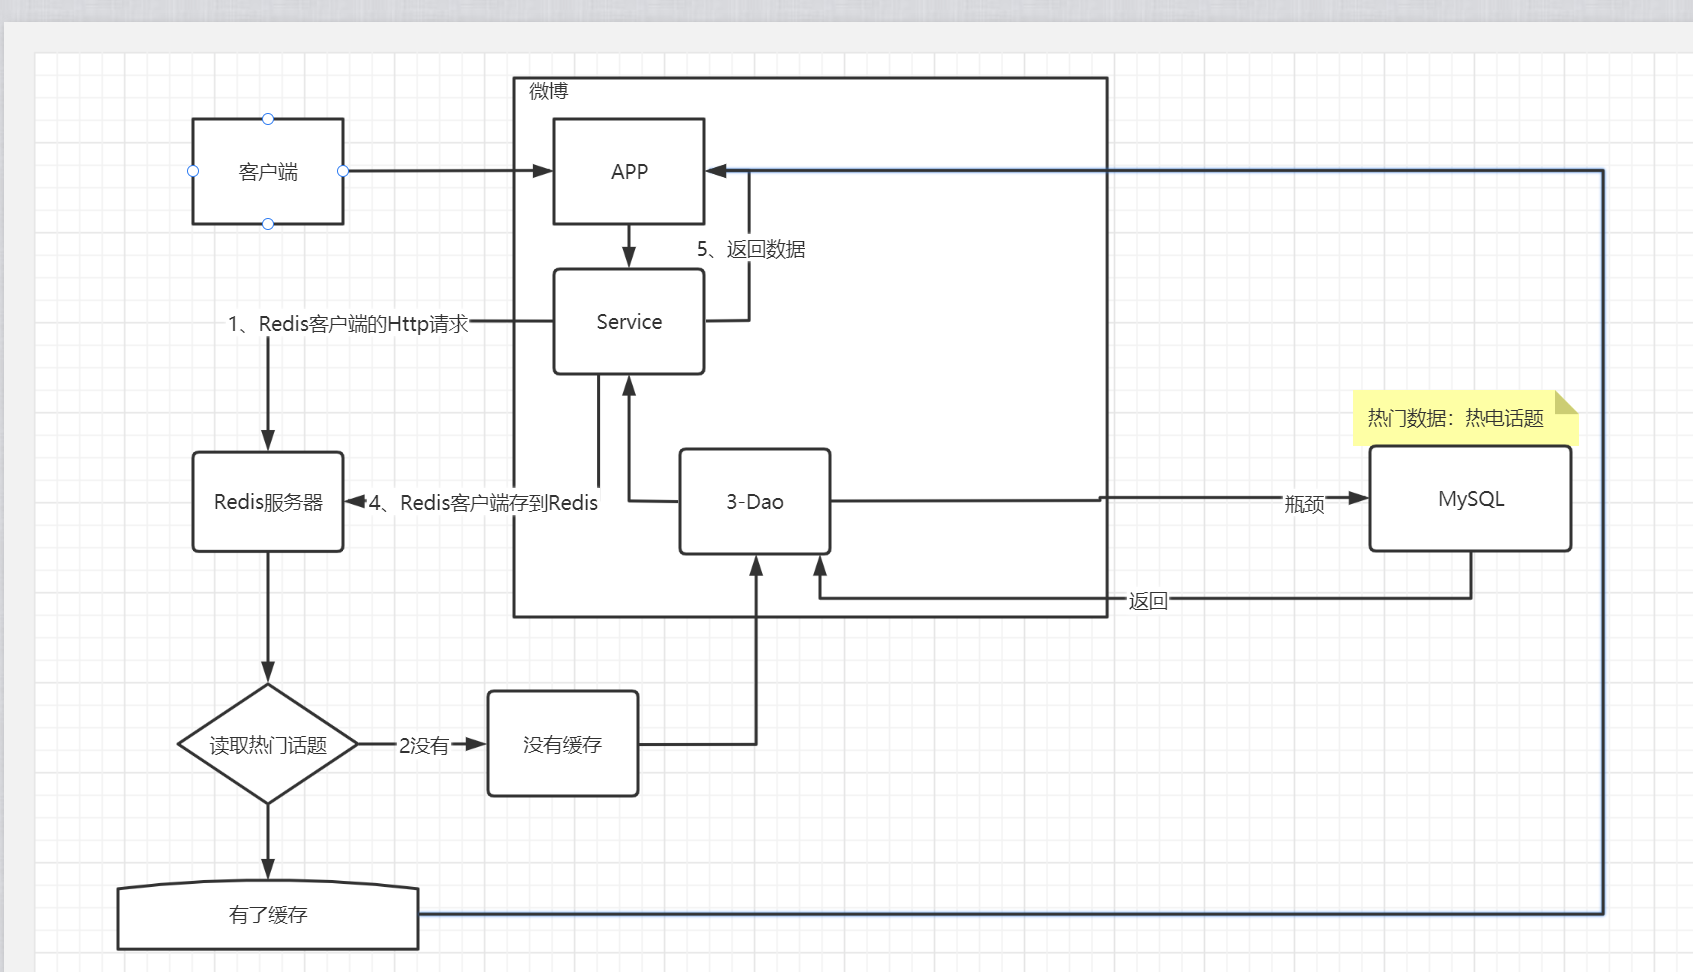 微博
客户端
APP
5、返回数据
Service
1、Redis客户端的Http请求
热门数据：热电话题
Redis服务器
4、Redis客户端存到Redis
3-Dao
瓶颈
MySQL
返回
读取热门话题
2没有
没有缓存
有了缓存